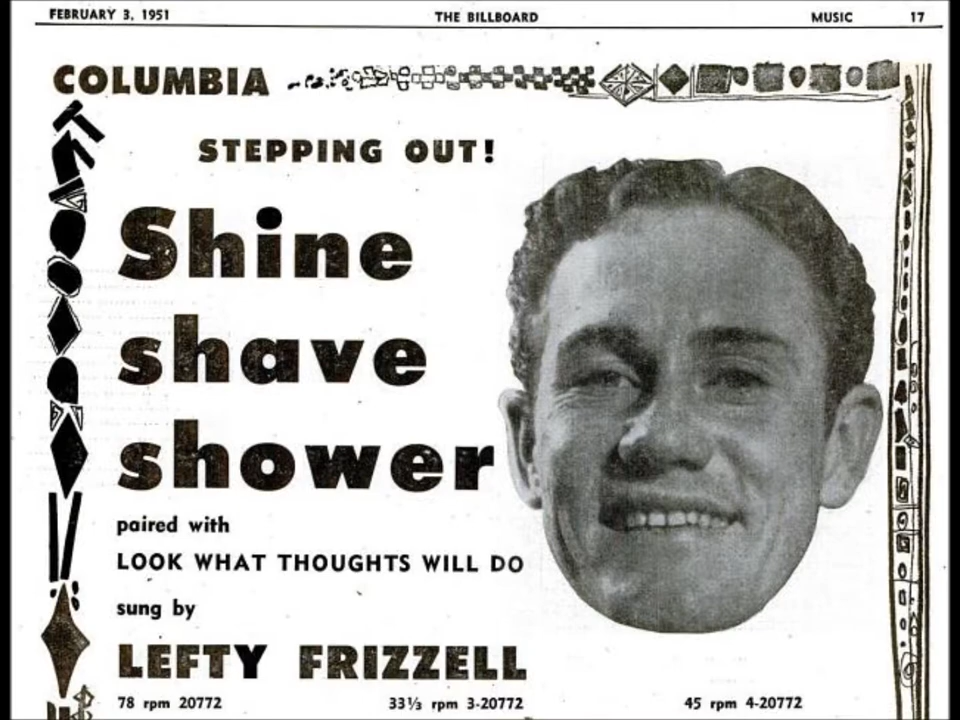 FEBRUARY 3, 1951 THE BILLBOARD MUSIC 17
COLUMBIA
STEPPING OUT!
Shine
shave
shower
paired with
LOOK WHAT THOUGHTS WILL DO
sung by
LEFTY FRIZZELL
78 rpm 20772 33⅓ rpm 3-20772 45 rpm 4-20772